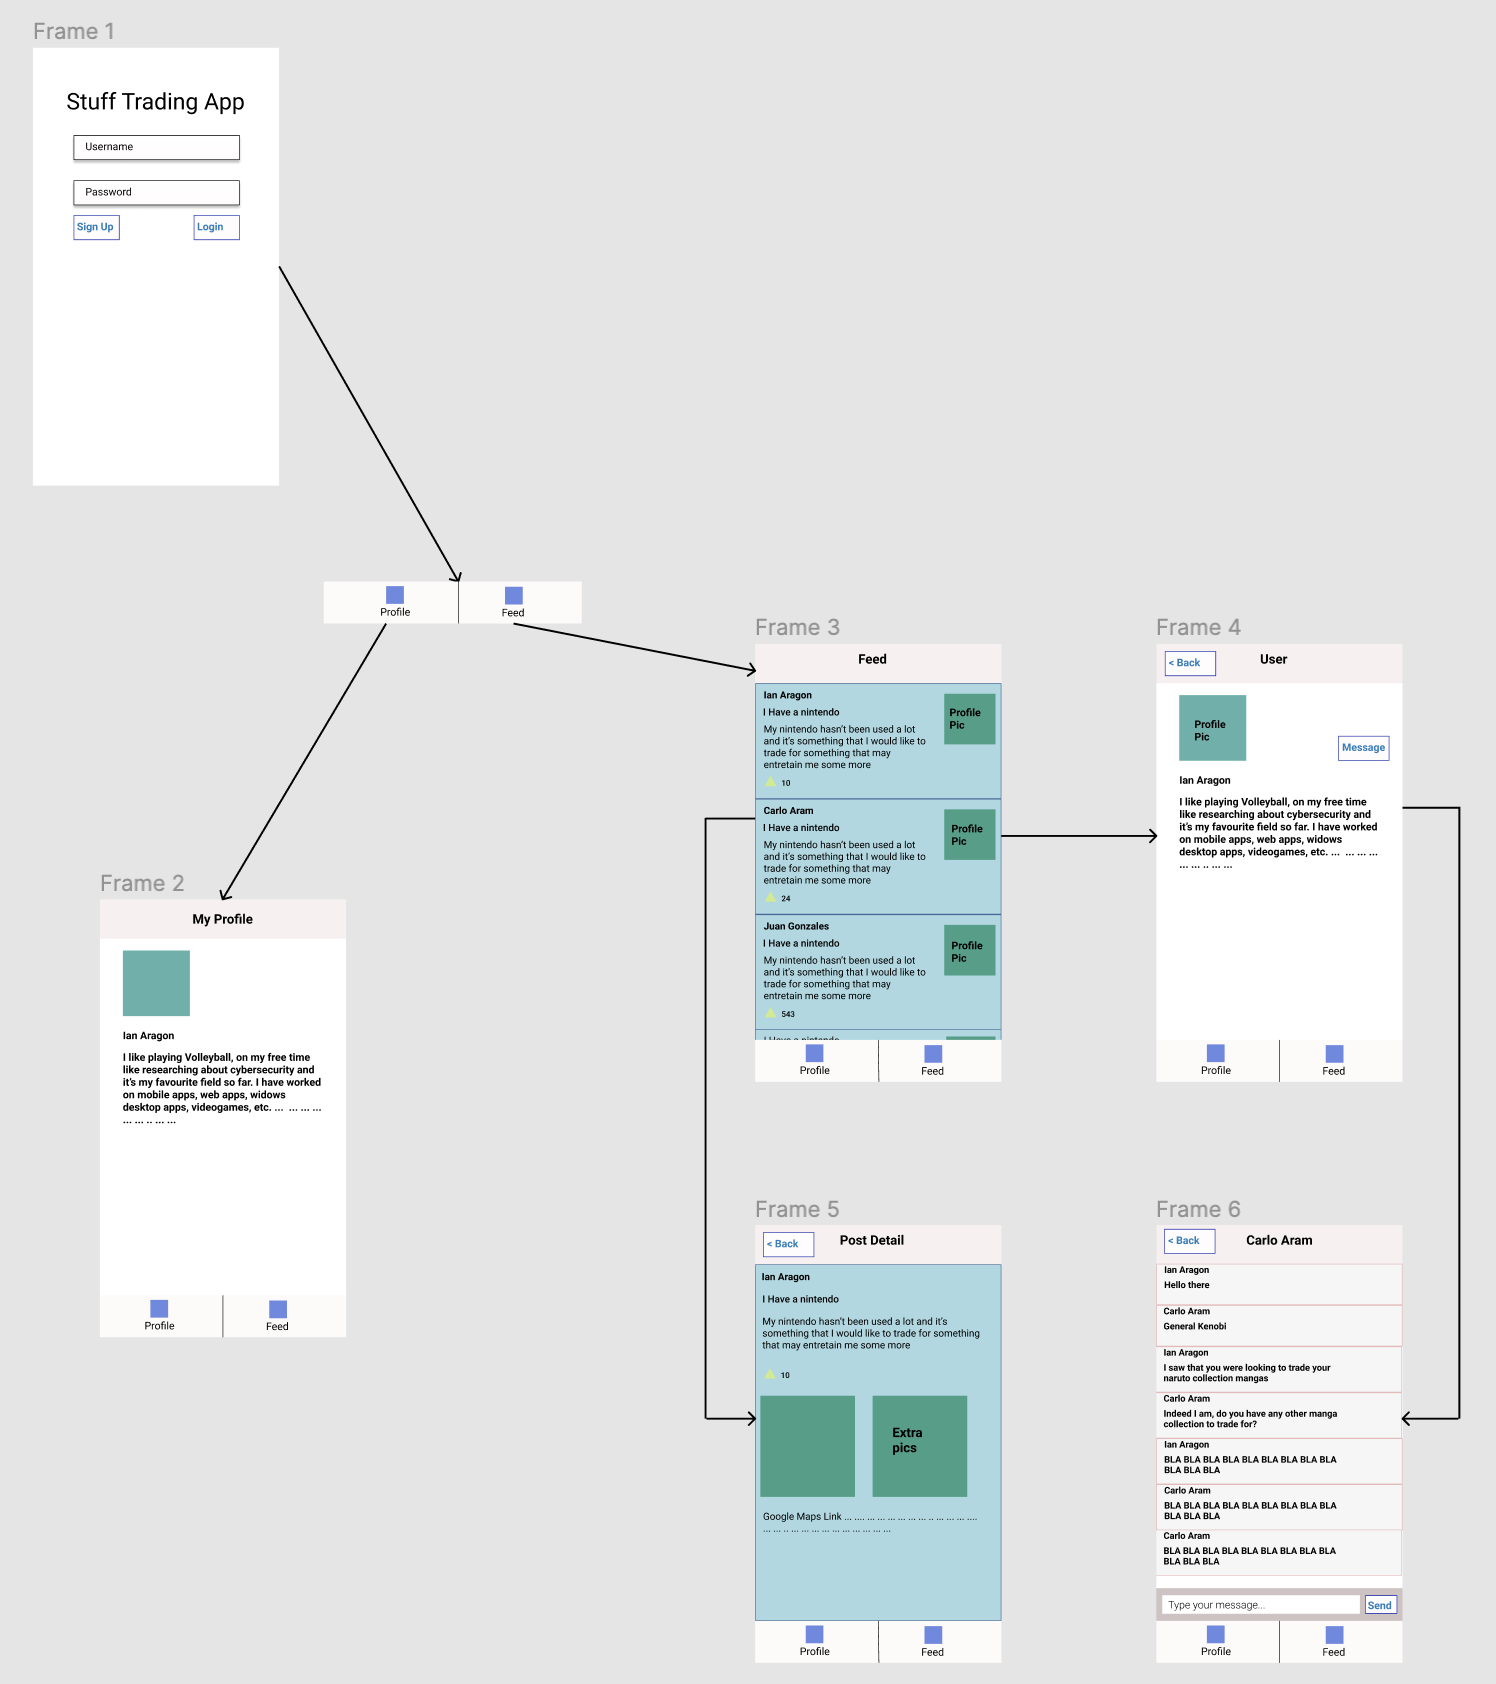 Frame 1
Stuff Trading App
Username
Password
Sign Up
Login
Profile
Feed
Frame 2
My Profile
Ian Aragon
I like playing Volleyball, on my free time
like researching about cybersecurity and
it's my favourite field so far. I have worked
on mobile apps, web apps, widows
desktop apps, videogames, etc. ... ... ... ...
... ... .. ... ...
Profile
Feed
Frame 3
Feed
Ian Aragon
I Have a nintendo
My nintendo hasn't been used a lot
and it's something that I would like to
trade for something that may
entretain me some more
10
Profile
Pic
Carlo Aram
I Have a nintendo
My nintendo hasn't been used a lot
and it's something that I would like to
trade for something that may
entretain me some more
24
Profile
Pic
Juan Gonzales
I Have a nintendo
My nintendo hasn't been used a lot
and it's something that I would like to
trade for something that may
entretain me some more
543
Profile
Pic
I Have a nintendo
Profile
Feed
Frame 4
< Back
User
Profile
Pic
Message
Ian Aragon
I like playing Volleyball, on my free time
like researching about cybersecurity and
it's my favourite field so far. I have worked
on mobile apps, web apps, widows
desktop apps, videogames, etc. ... ... ... ...
... ... .. ... ...
Profile
Feed
Frame 5
< Back
Post Detail
Ian Aragon
I Have a nintendo
My nintendo hasn't been used a lot and it's
something that I would like to trade for something
that may entretain me some more
10
Extra
pics
Google Maps Link ... .... ... ... ... ... ... ... .. ... ... ... ....
... ... .. ... ... ... ... ... ... ... ... ... ...
Profile
Feed
Frame 6
< Back
Carlo Aram
Ian Aragon
Hello there
Carlo Aram
General Kenobi
Ian Aragon
I saw that you were looking to trade your
naruto collection mangas
Carlo Aram
Indeed I am, do you have any other manga
collection to trade for?
Ian Aragon
BLA BLA BLA BLA BLA BLA BLA BLA BLA
BLA BLA BLA
Carlo Aram
BLA BLA BLA BLA BLA BLA BLA BLA BLA
BLA BLA BLA
Carlo Aram
BLA BLA BLA BLA BLA BLA BLA BLA BLA
BLA BLA BLA
Type your message...
Send
Profile
Feed